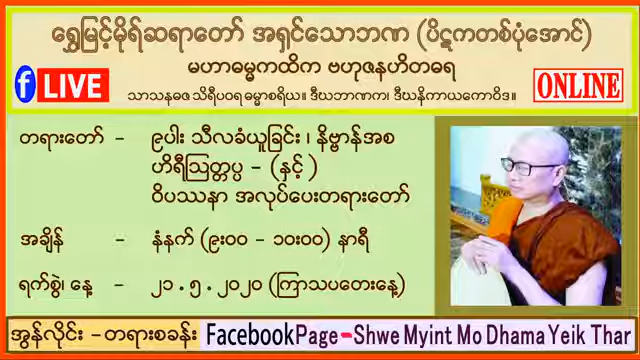 ရွှေမြင့်မိုရ်ဆရာတော် အရှင်သောဘဏ (ပိဋကတစ်ပုံအောင်)
မဟာဓမ္မကထိက ဗဟုဇနဟိတဓရ
f LIVE
သာသနဓဇ သိရီပဝရ ဓမ္မာစရိယ။ ဒီဃဘာဏက၊ ဒီဃနိကာယကောဝိဒ။
ONLINE
တရားတော် – ၉ပါး သီလခံယူခြင်း ၊ နိဗ္ဗာန်အစ
ဟိရီဩတ္တပ္ပ – (နှင့် )
ဝိပဿနာ အလုပ်ပေးတရားတော်
အချိန် – နံနက် (၉း၀၀ – ၁၀း၀၀) နာရီ
ရက်စွဲ၊ နေ့ – ၂၁ . ၅ . ၂၀၂၀ (ကြာသပတေးနေ့)
အွန်လိုင်း – တရားစခန်း Facebook Page – Shwe Myint Mo Dhama Yeik Thar